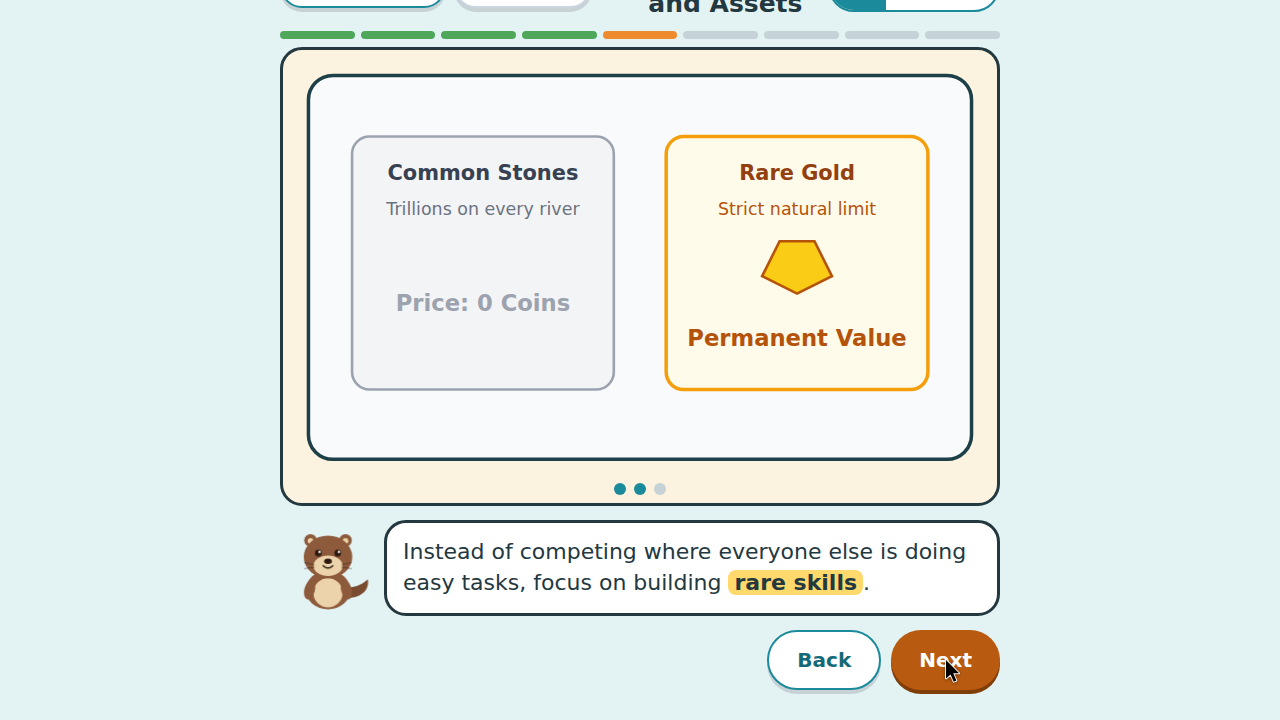 and Assets
Common Stones
Trillions on every river
Price: 0 Coins
Rare Gold
Strict natural limit
Permanent Value
Instead of competing where everyone else is doing
easy tasks, focus on building rare skills.
Back
Next